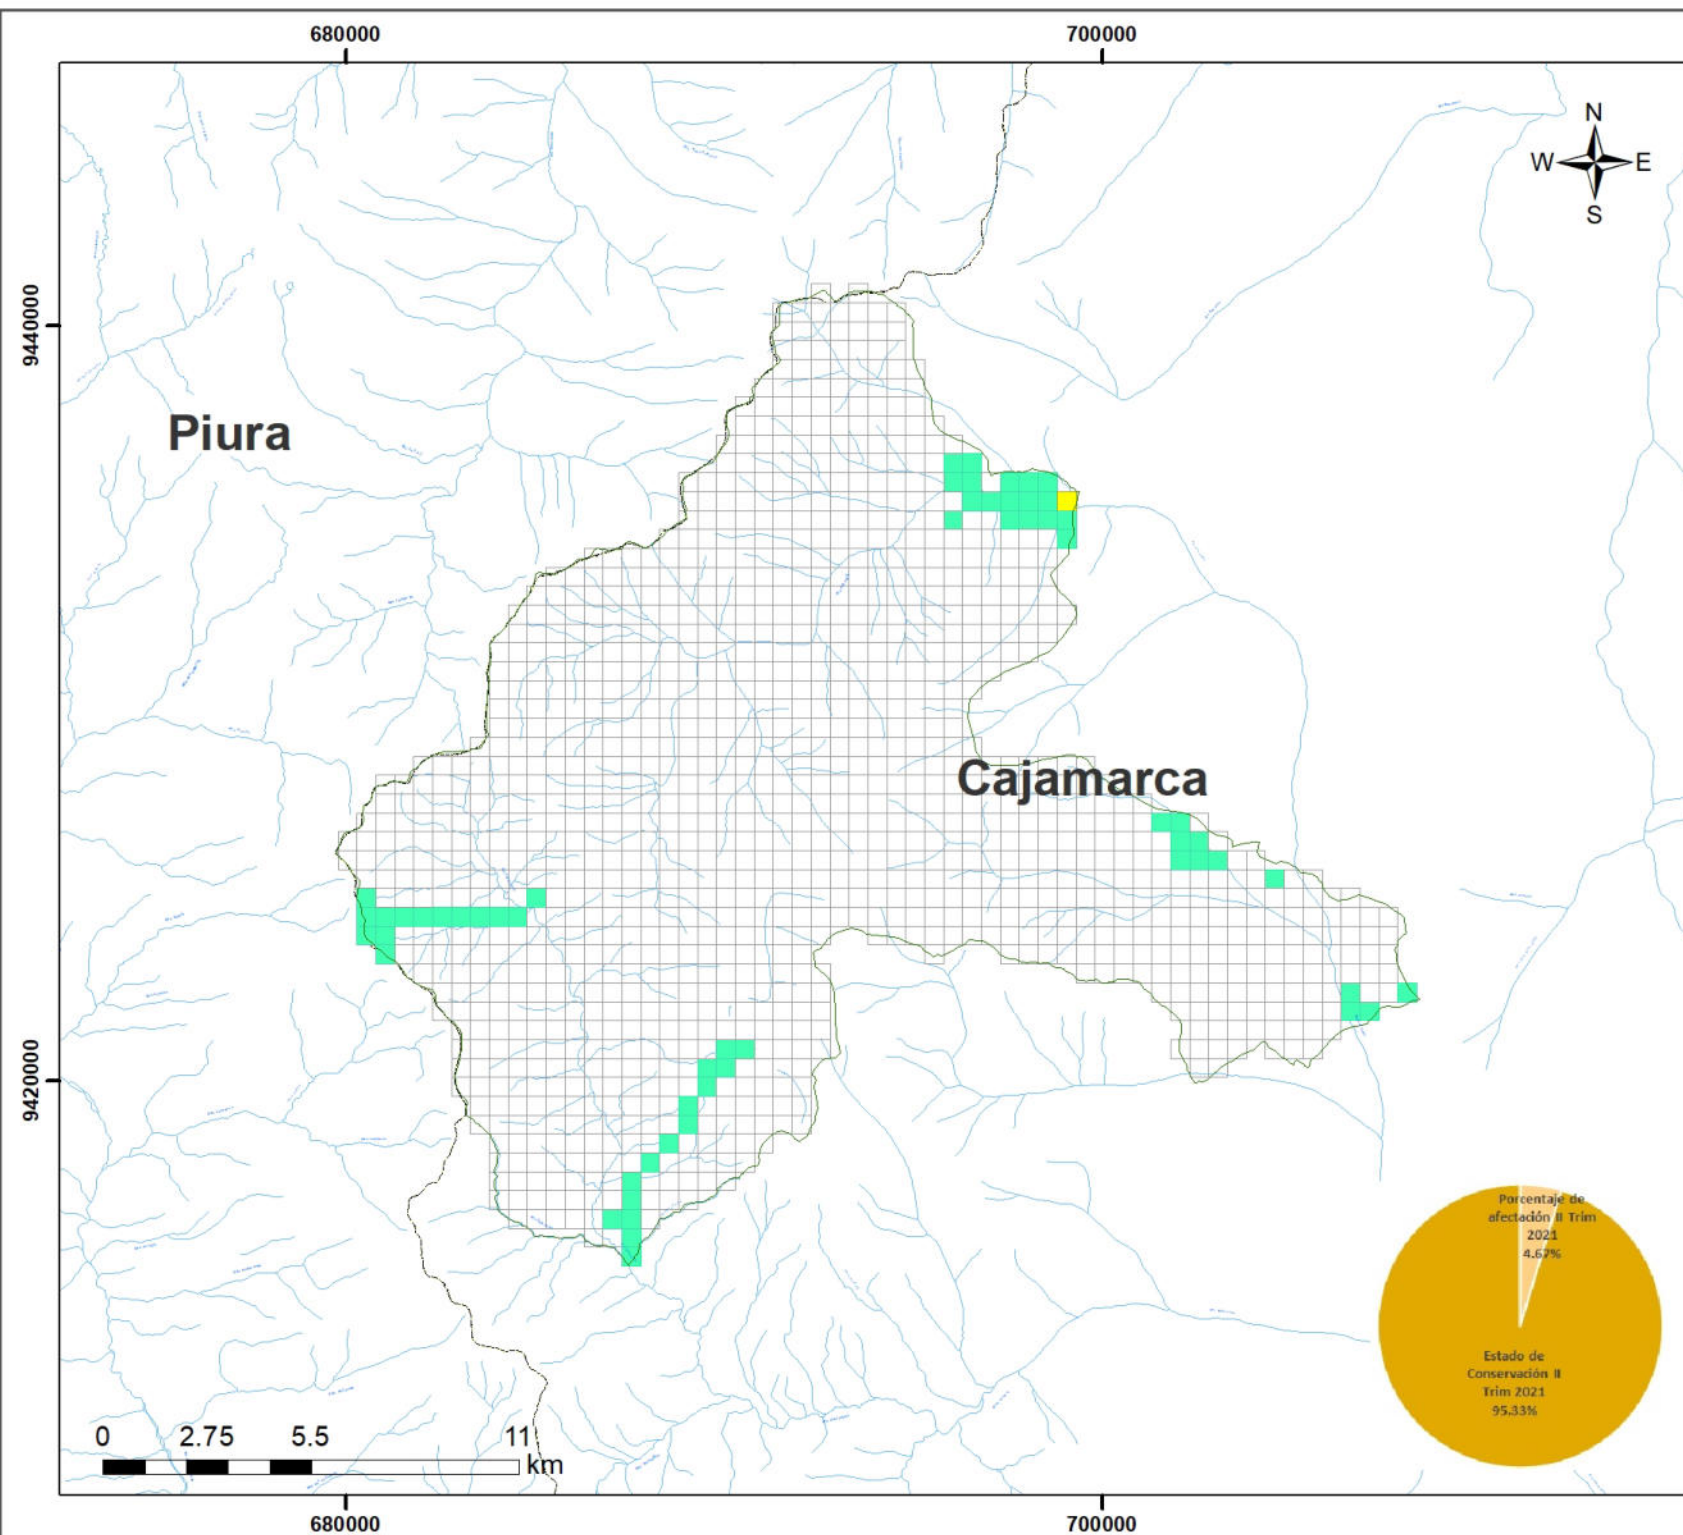 680000
700000
N
W
E
S
9440000
Piura
Cajamarca
9420000
Porcentaje de
afectación II Trim
2021
4.67%
Estado de
Conservación II
Trim 2021
95.33%
0
2.75
5.5
11
km
680000
700000